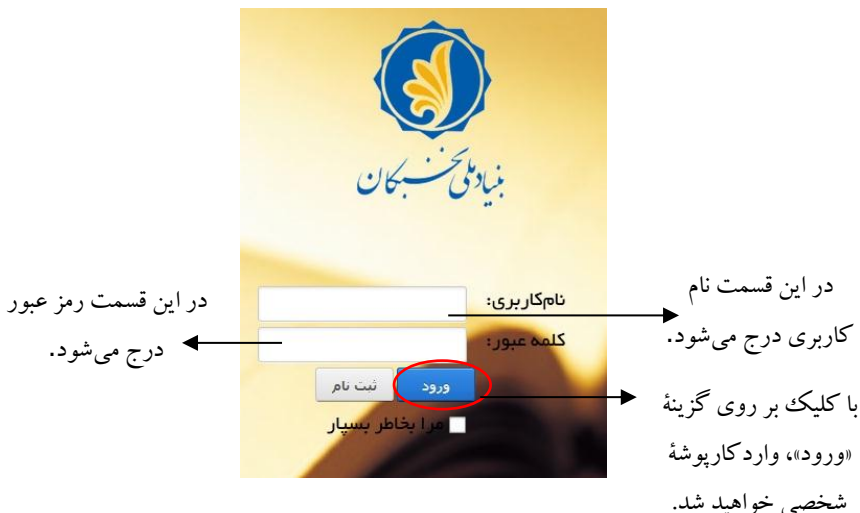 بنیاد ملی نخبگان
نام‌کاربری:
کلمه عبور:
ورود
ثبت نام
مرا بخاطر بسپار
در این قسمت نام
کاربری درج می‌شود.
با کلیک بر روی گزینهٔ
«ورود»، وارد کارپوشهٔ
شخصی خواهید شد.
در این قسمت رمز عبور
درج می‌شود.